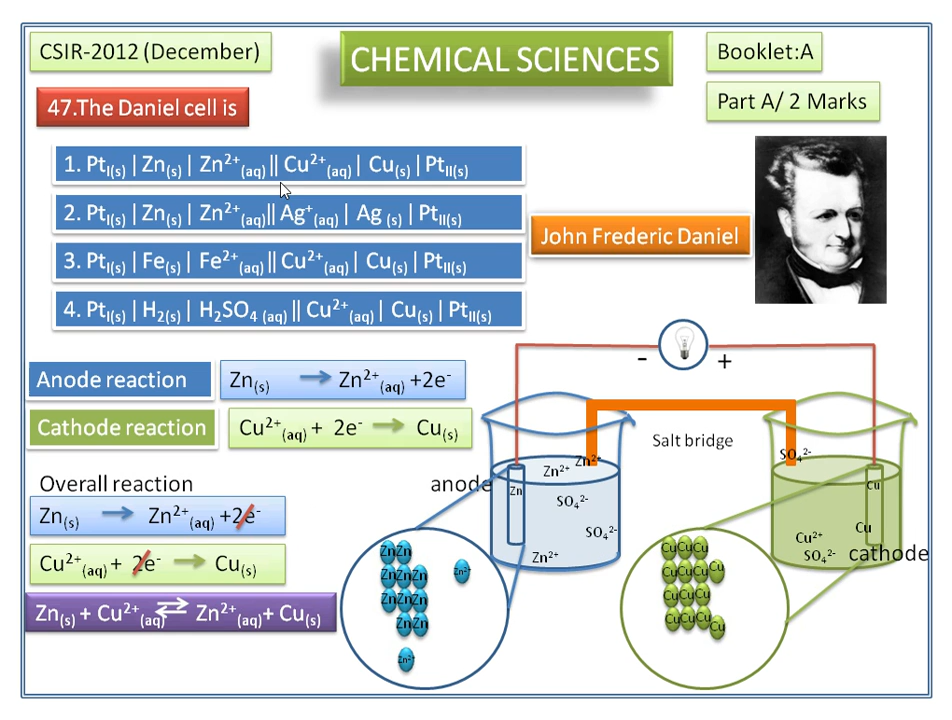 CSIR-2012 (December)
CHEMICAL SCIENCES
Booklet:A
Part A/ 2 Marks
47.The Daniel cell is
1. Pt_I(s) | Zn_(s) | Zn²⁺_(aq) || Cu²⁺_(aq) | Cu_(s) | Pt_II(s)
2. Pt_I(s) | Zn_(s) | Zn²⁺_(aq) || Ag⁺_(aq) | Ag_(s) | Pt_II(s)
3. Pt_I(s) | Fe_(s) | Fe²⁺_(aq) || Cu²⁺_(aq) | Cu_(s) | Pt_II(s)
4. Pt_I(s) | H₂_(s) | H₂SO₄_(aq) || Cu²⁺_(aq) | Cu_(s) | Pt_II(s)
John Frederic Daniel
Anode reaction
Zn_(s) → Zn²⁺_(aq) +2e⁻
Cathode reaction
Cu²⁺_(aq) + 2e⁻ → Cu_(s)
Overall reaction
Zn_(s) → Zn²⁺_(aq) +2e⁻
Cu²⁺_(aq) + 2e⁻ → Cu_(s)
Zn_(s) + Cu²⁺_(aq) ⇌ Zn²⁺_(aq) + Cu_(s)
- +
Salt bridge
anode
Zn
Zn²⁺
Zn²⁺
SO₄²⁻
SO₄²⁻
Zn²⁺
SO₄²⁻
Cu
Cu
Cu²⁺
SO₄²⁻
cathode
Zn Zn
Zn Zn Zn
Zn Zn Zn
Zn Zn
Zn²⁺
Zn²⁺
Cu Cu Cu
Cu Cu Cu Cu
Cu Cu Cu
Cu Cu Cu Cu